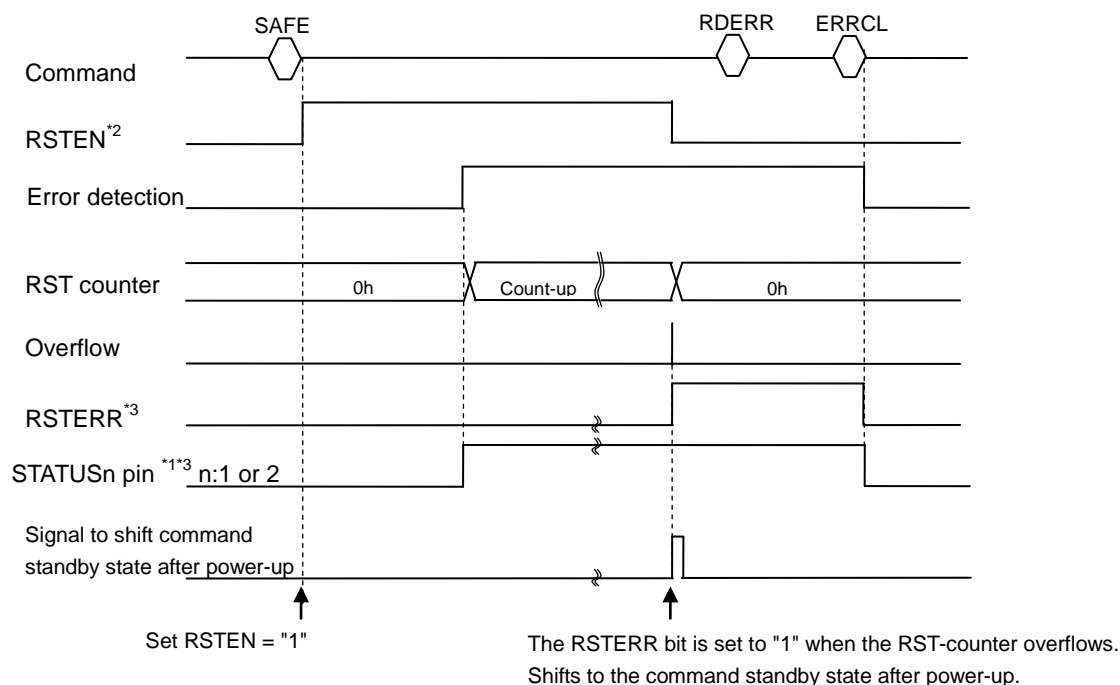 SAFE RDERR ERRCL
Command
RSTEN*2
Error detection
RST counter 0h Count-up 0h
Overflow
RSTERR*3
STATUSn pin *1*3 n:1 or 2
Signal to shift command
standby state after power-up
Set RSTEN = "1"
The RSTERR bit is set to "1" when the RST-counter overflows.
Shifts to the command standby state after power-up.